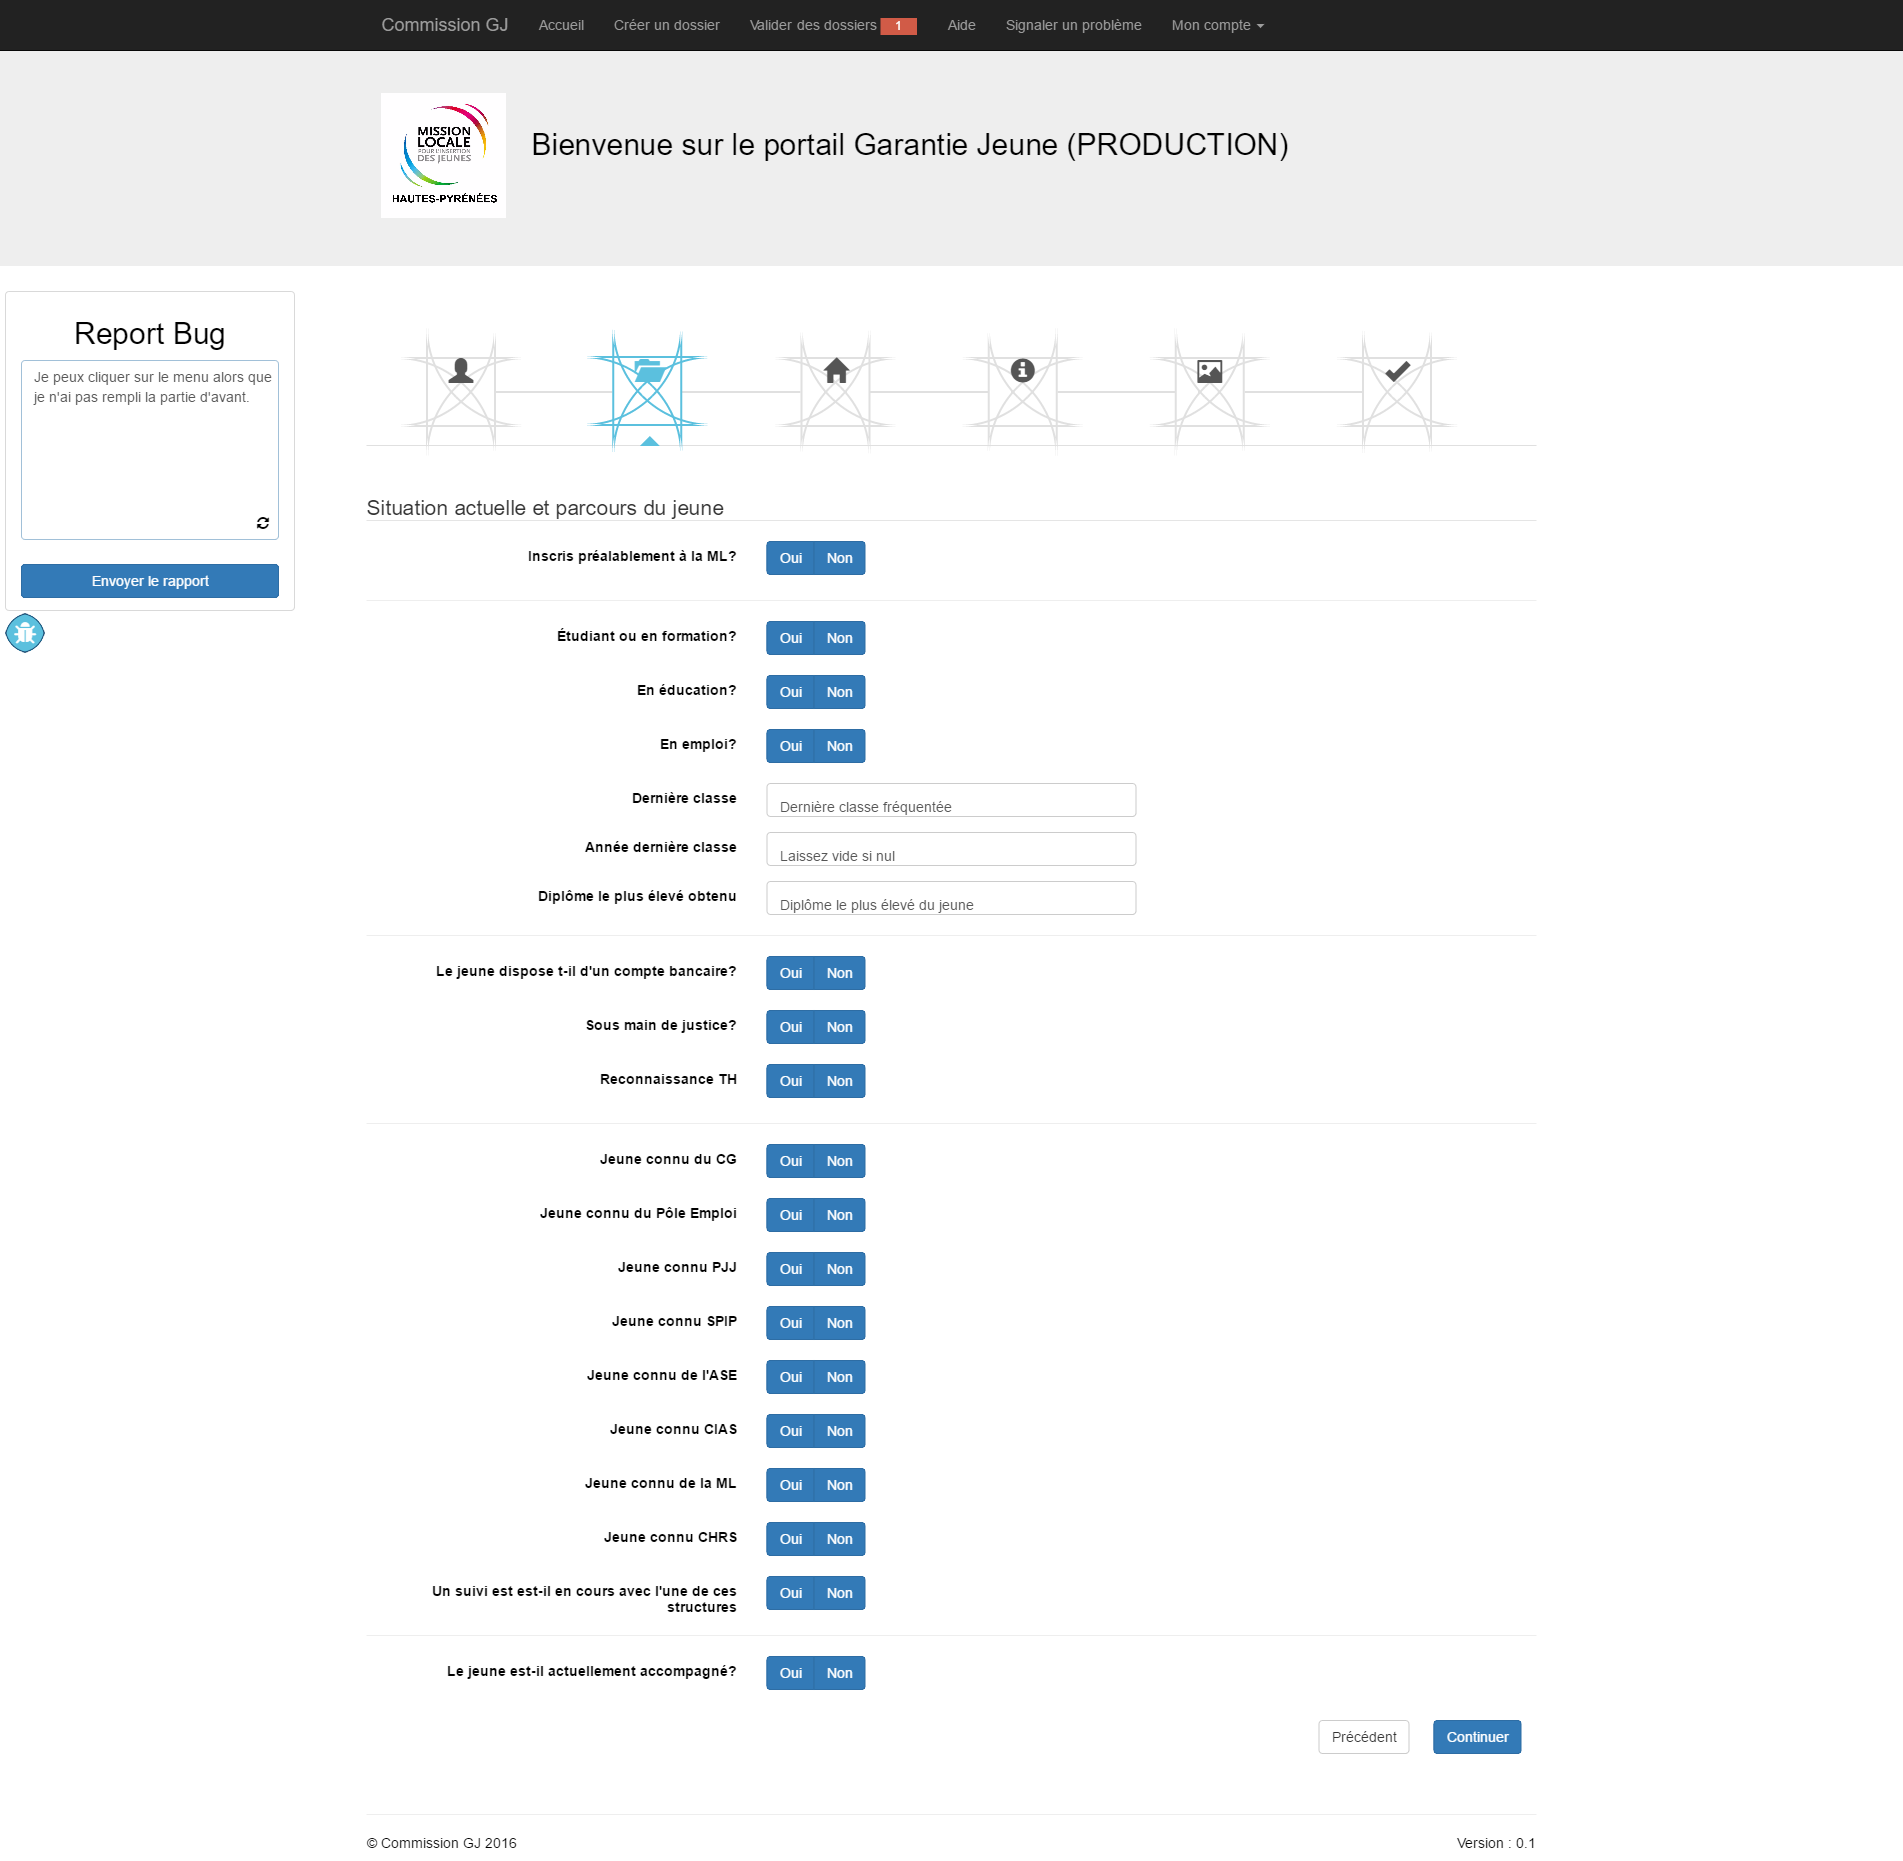 Commission GJ Accueil Créer un dossier Valider des dossiers 1 Aide Signaler un problème Mon compte
MISSION
LOCALE
POUR L'INSERTION
DES JEUNES
HAUTES-PYRÉNÉES
Bienvenue sur le portail Garantie Jeune (PRODUCTION)
Report Bug
Je peux cliquer sur le menu alors que
je n'ai pas rempli la partie d'avant.
Envoyer le rapport
Situation actuelle et parcours du jeune
Inscris préalablement à la ML? Oui Non
Étudiant ou en formation? Oui Non
En éducation? Oui Non
En emploi? Oui Non
Dernière classe Dernière classe fréquentée
Année dernière classe Laissez vide si nul
Diplôme le plus élevé obtenu Diplôme le plus élevé du jeune
Le jeune dispose t-il d'un compte bancaire? Oui Non
Sous main de justice? Oui Non
Reconnaissance TH Oui Non
Jeune connu du CG Oui Non
Jeune connu du Pôle Emploi Oui Non
Jeune connu PJJ Oui Non
Jeune connu SPIP Oui Non
Jeune connu de l'ASE Oui Non
Jeune connu CIAS Oui Non
Jeune connu de la ML Oui Non
Jeune connu CHRS Oui Non
Un suivi est est-il en cours avec l'une de ces Oui Non
structures
Le jeune est-il actuellement accompagné? Oui Non
Précédent Continuer
© Commission GJ 2016 Version : 0.1